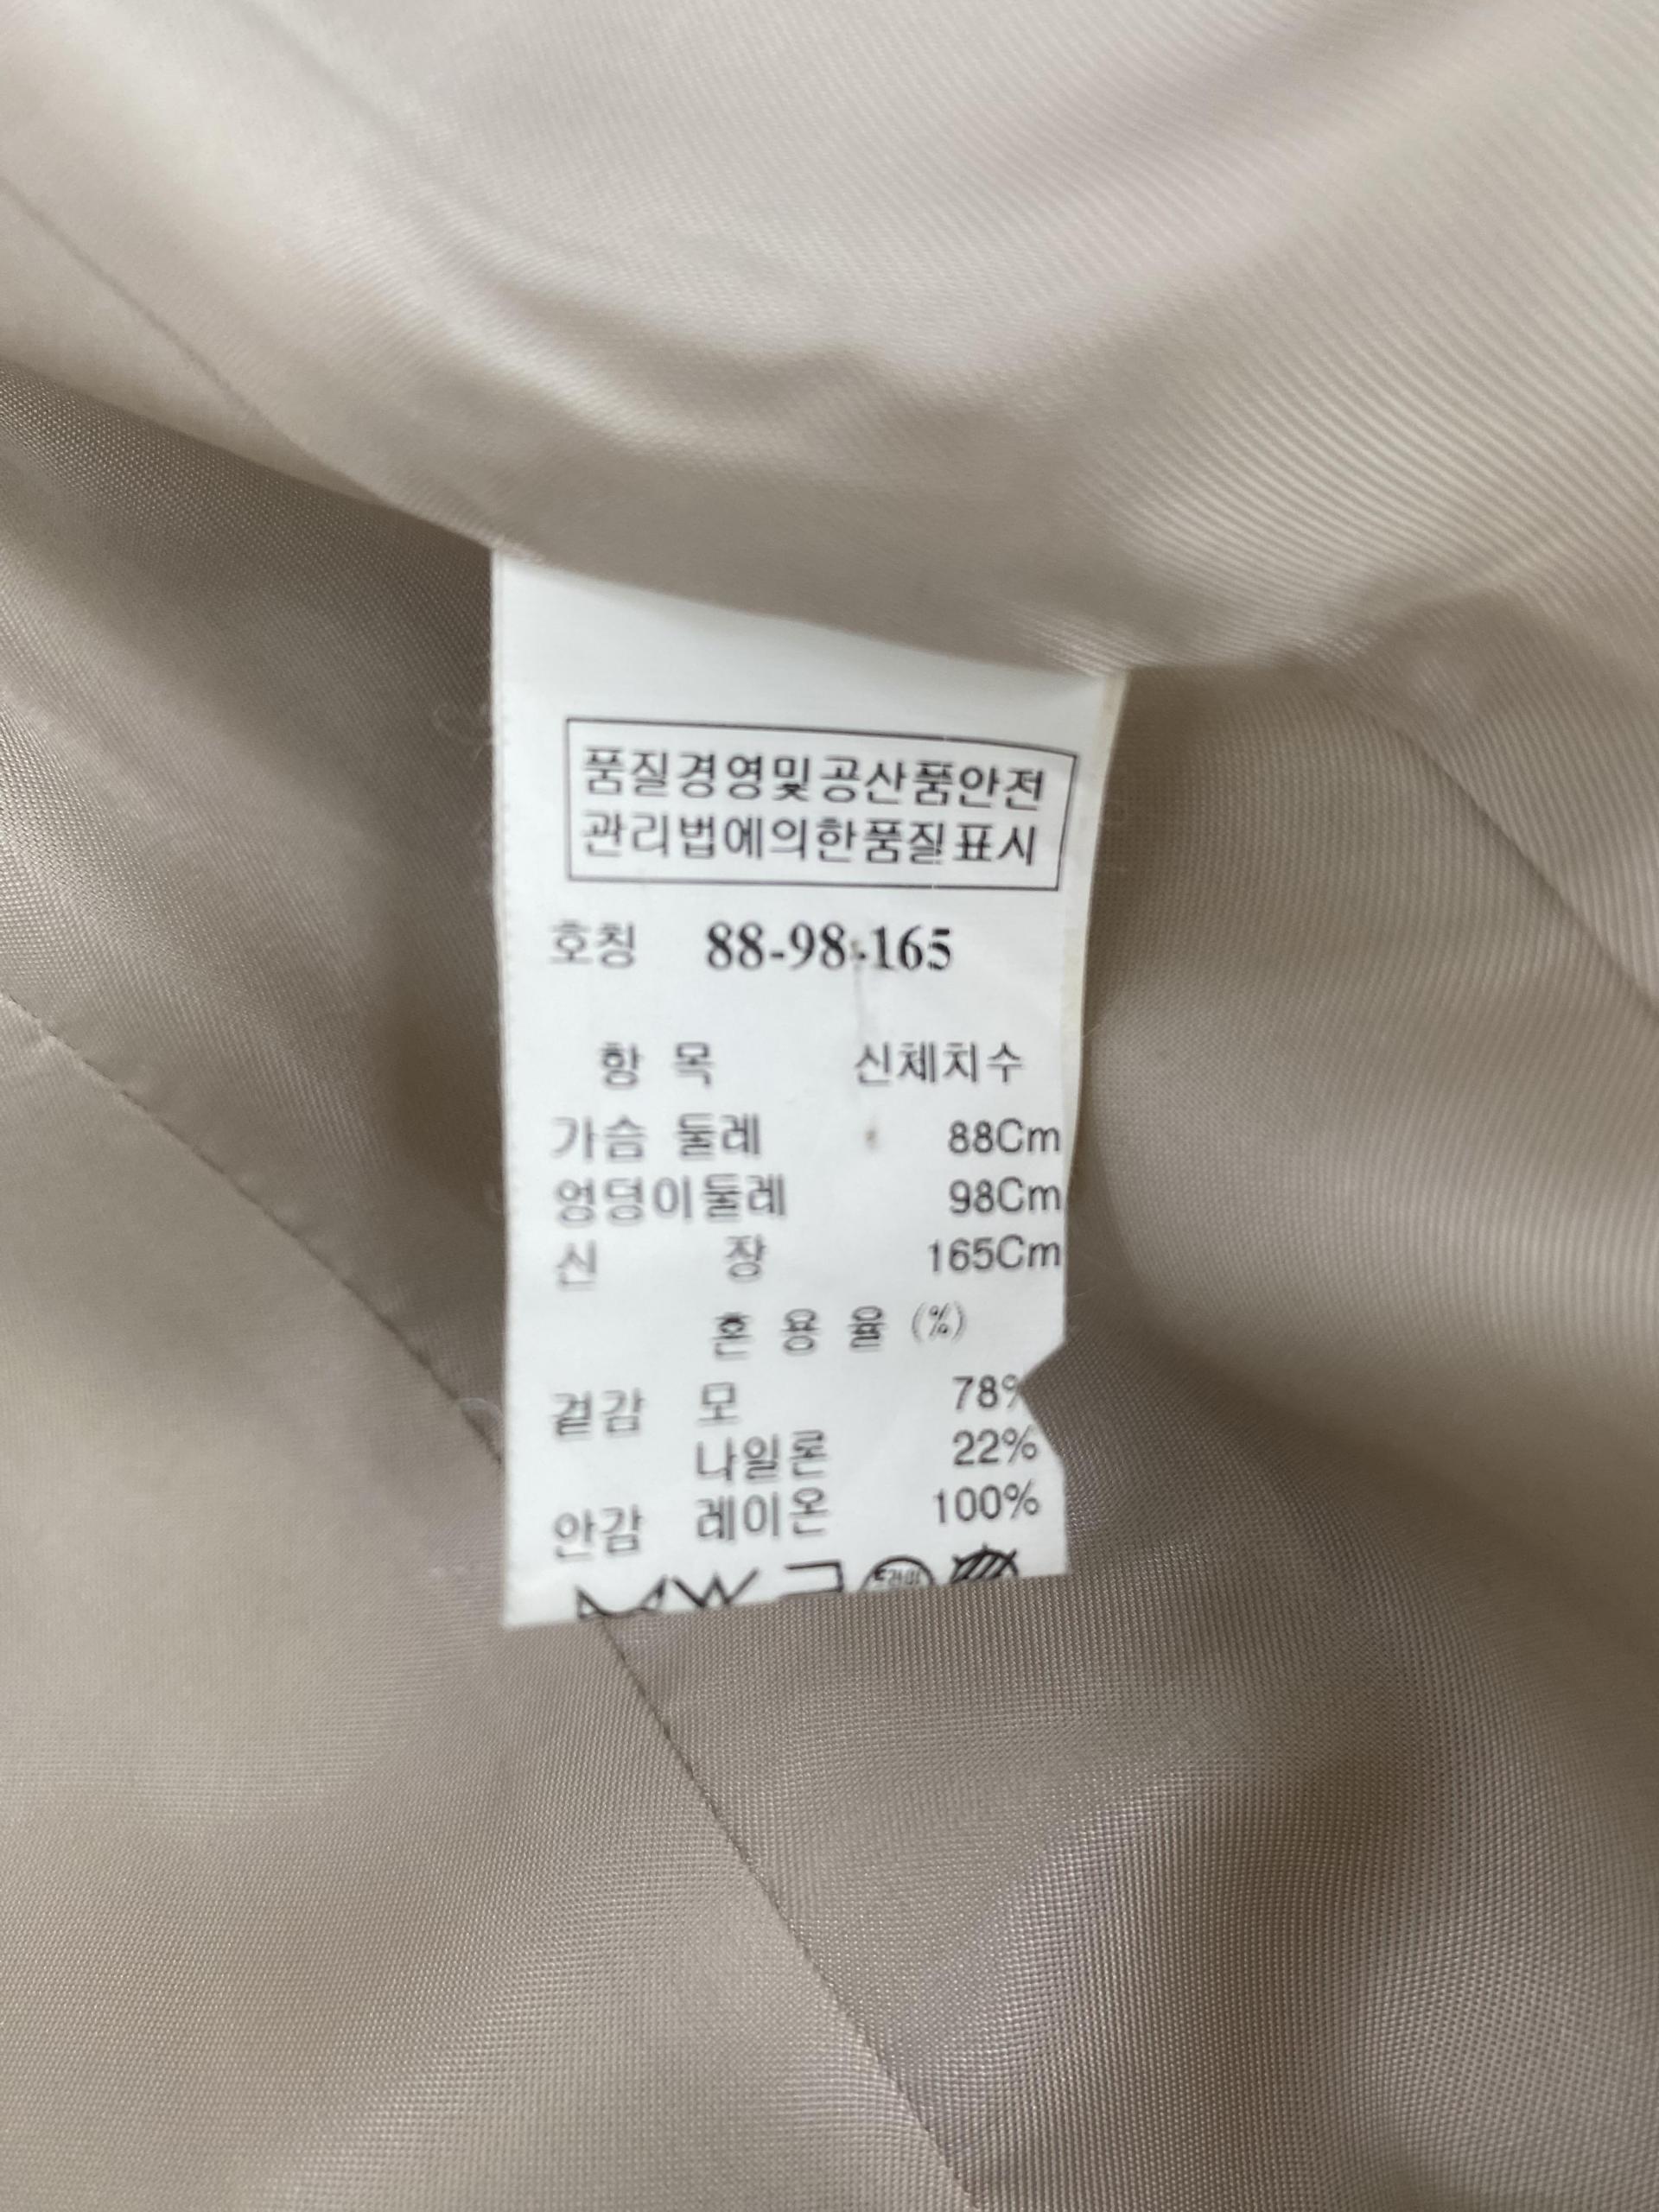 품질경영및공산품안전
관리법에의한품질표시
호칭 88-98-165
항 목 신체치수
가슴 둘레 88Cm
엉덩이둘레 98Cm
신 장 165Cm
혼 용 율 (%)
겉감 모 78%
나일론 22%
안감 레이온 100%